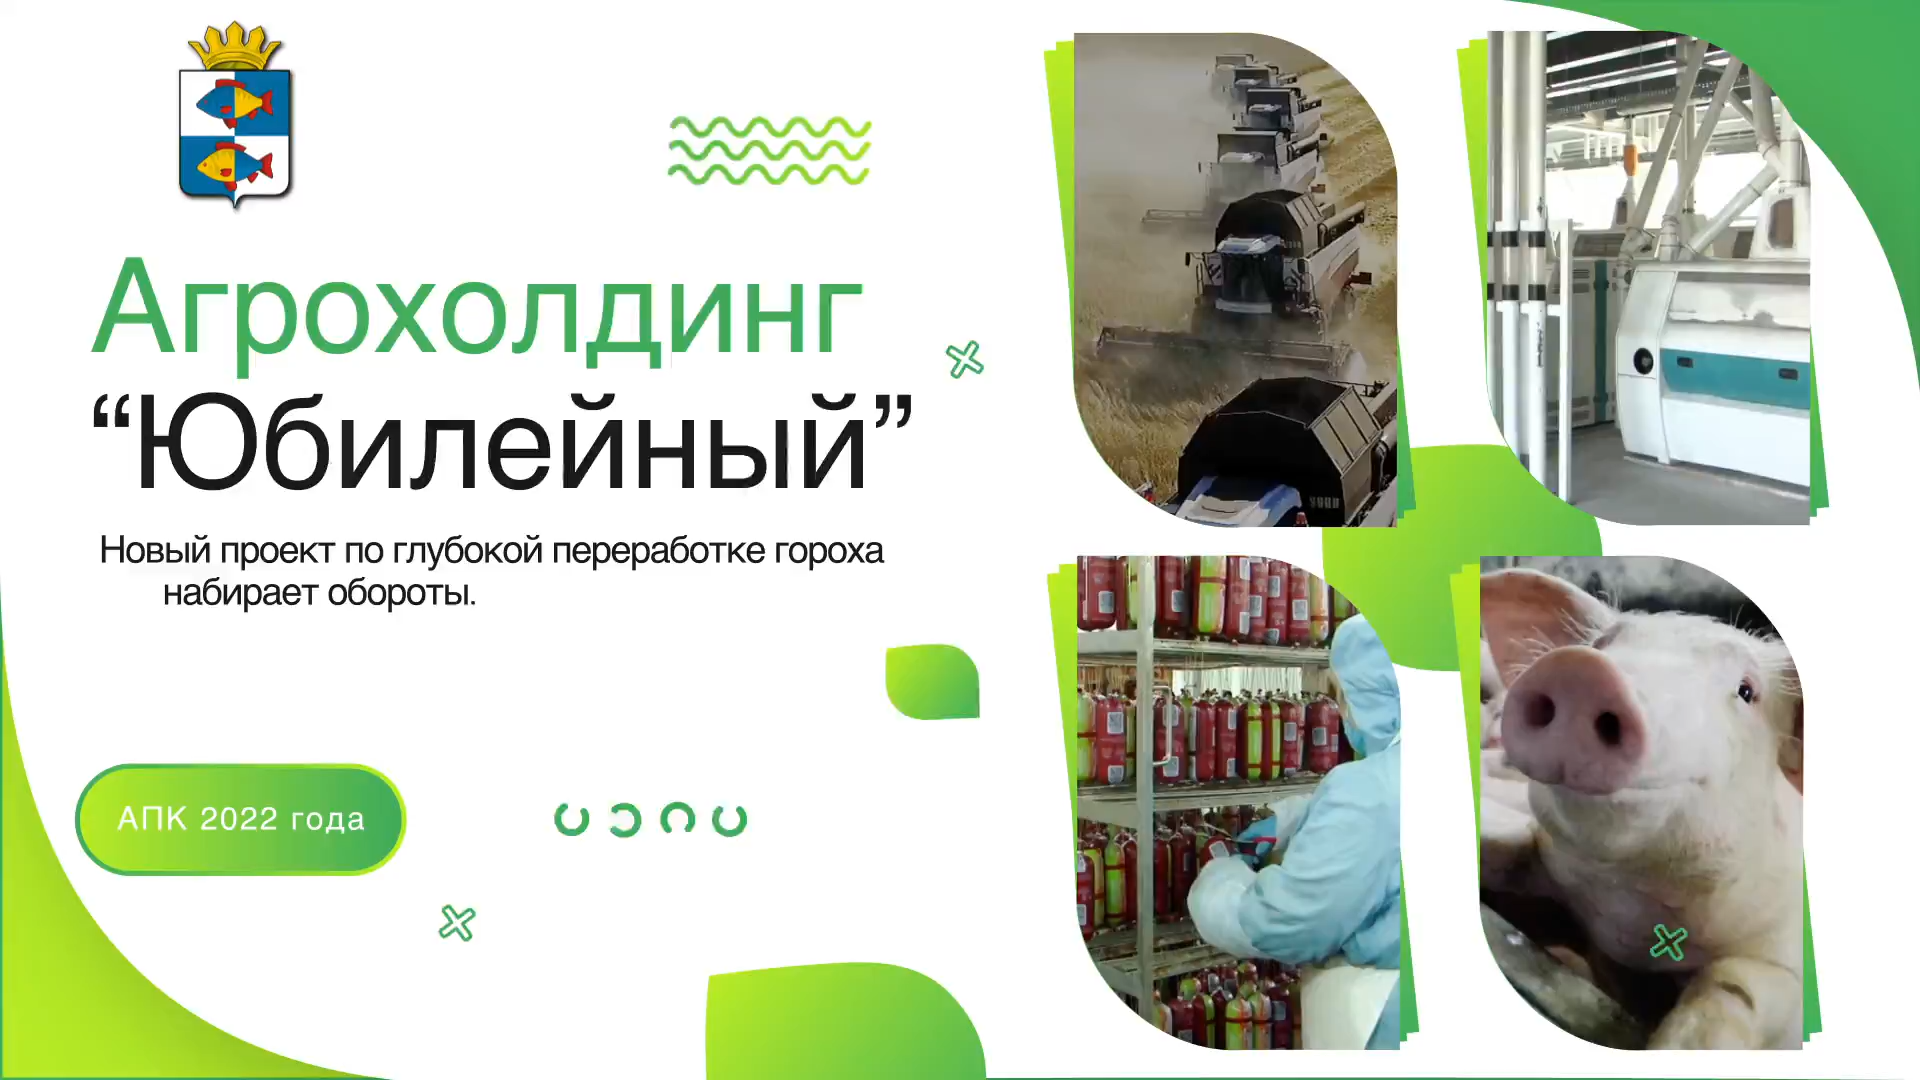 Агрохолдинг
“Юбилейный”
Новый проект по глубокой переработке гороха
набирает обороты.
АПК 2022 года